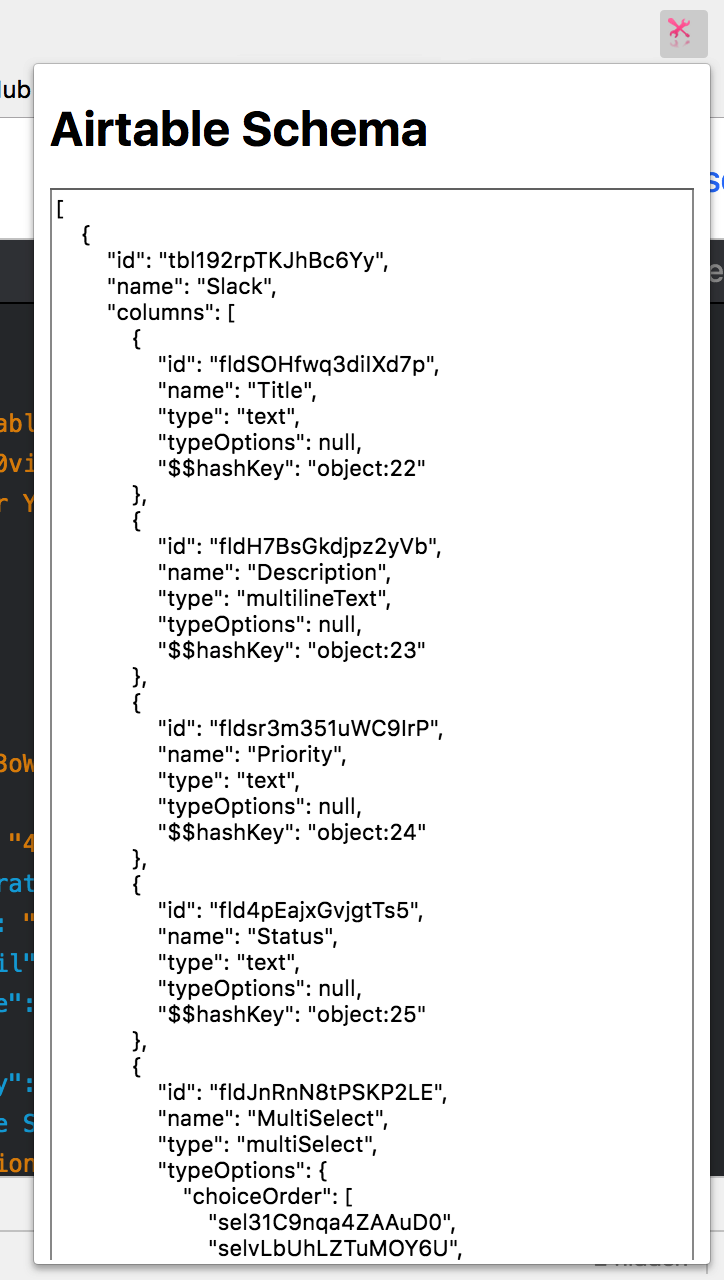 Airtable Schema
[
{
"id": "tbl192rpTKJhBc6Yy",
"name": "Slack",
"columns": [
{
"id": "fldSOHfwq3diIXd7p",
"name": "Title",
"type": "text",
"typeOptions": null,
"$$hashKey": "object:22"
},
{
"id": "fldH7BsGkdjpz2yVb",
"name": "Description",
"type": "multilineText",
"typeOptions": null,
"$$hashKey": "object:23"
},
{
"id": "fldsr3m351uWC9IrP",
"name": "Priority",
"type": "text",
"typeOptions": null,
"$$hashKey": "object:24"
},
{
"id": "fld4pEajxGvjgtTs5",
"name": "Status",
"type": "text",
"typeOptions": null,
"$$hashKey": "object:25"
},
{
"id": "fldJnRnN8tPSKP2LE",
"name": "MultiSelect",
"type": "multiSelect",
"typeOptions": {
"choiceOrder": [
"sel31C9nqa4ZAAuD0",
"selvLbUhLZTuMOY6U",